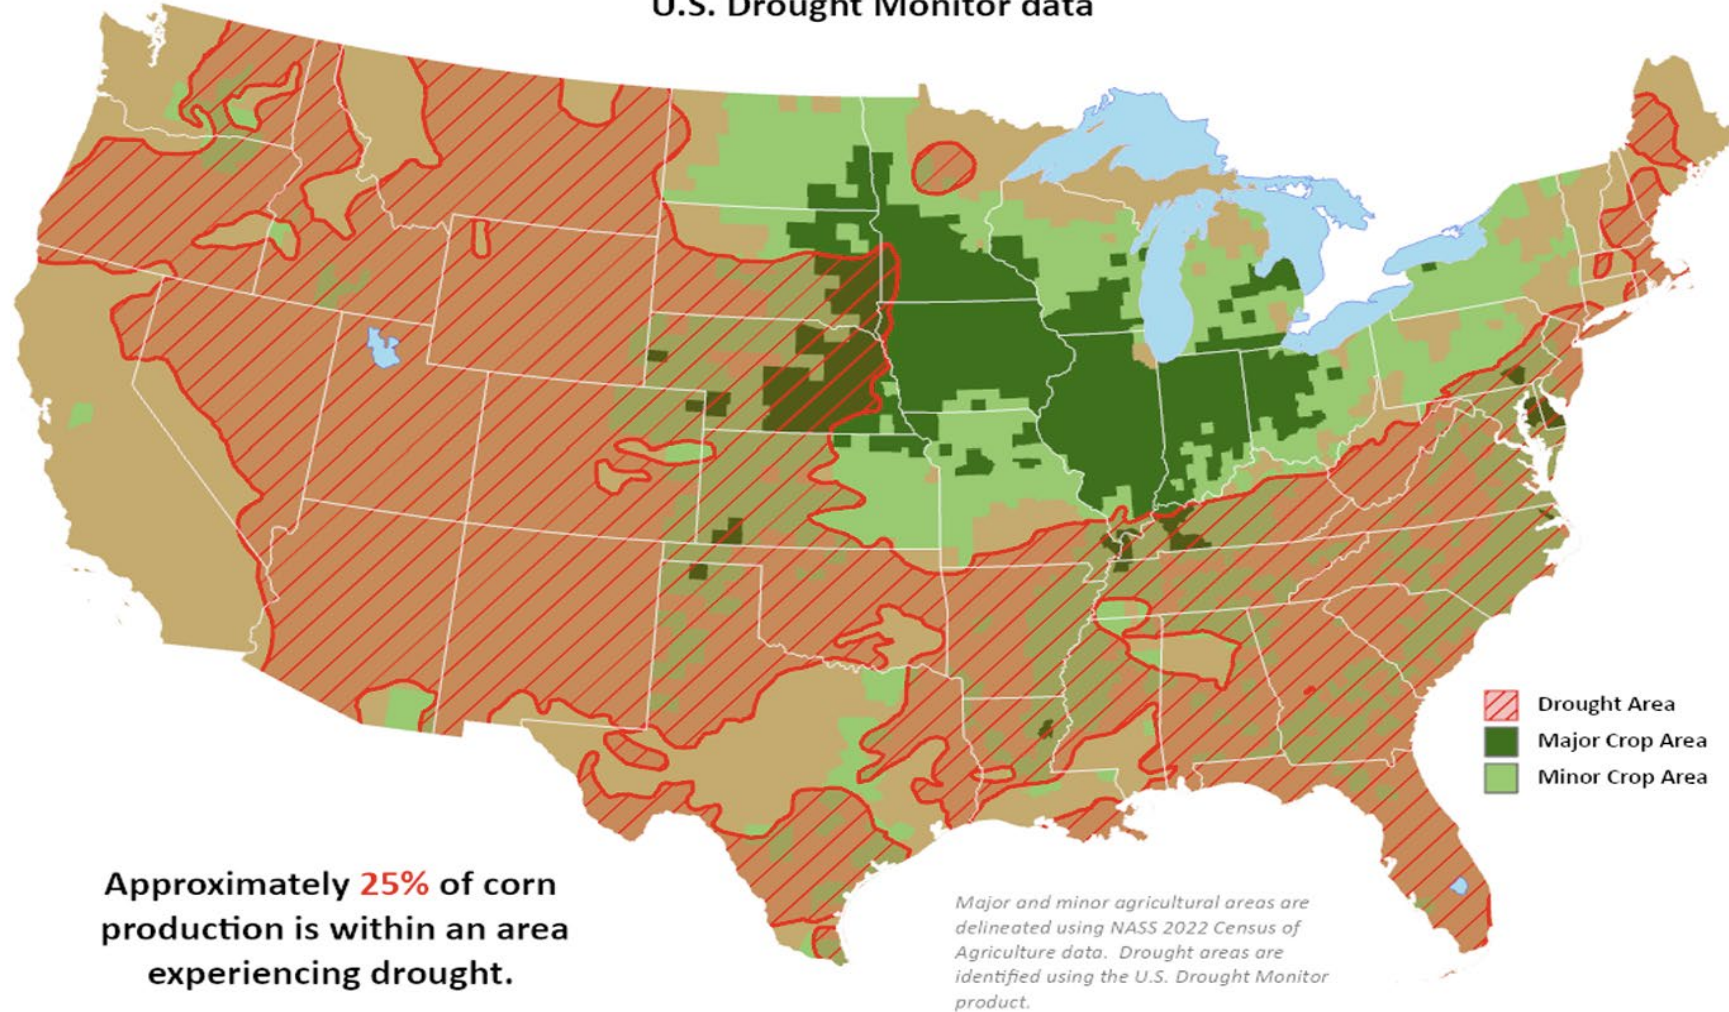 U.S. Drought Monitor data
Drought Area
Major Crop Area
Minor Crop Area
Approximately 25% of corn
production is within an area
experiencing drought.
Major and minor agricultural areas are
delineated using NASS 2022 Census of
Agriculture data. Drought areas are
identified using the U.S. Drought Monitor
product.